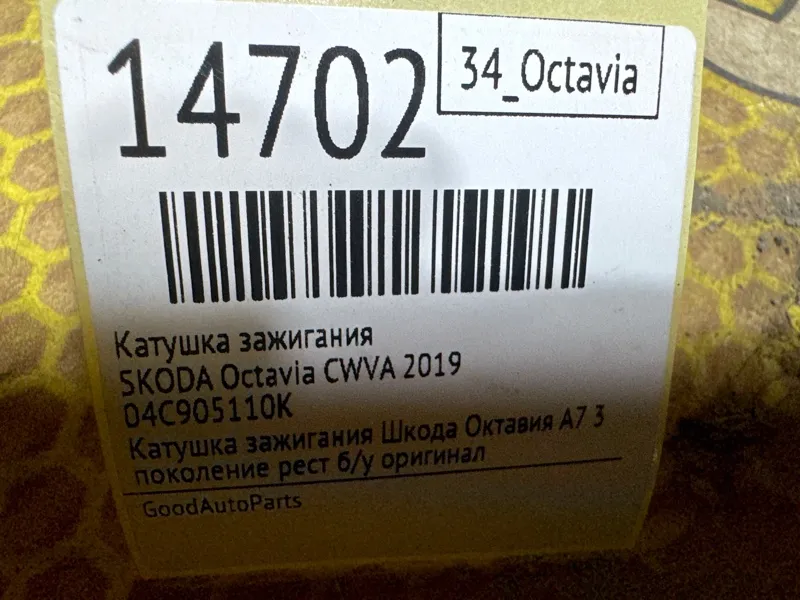 14702
34_Octavia
Катушка зажигания
SKODA Octavia CWVA 2019
04C905110K
Катушка зажигания Шкода Октавия А7 3
поколение рест б/у оригинал
GoodAutoParts